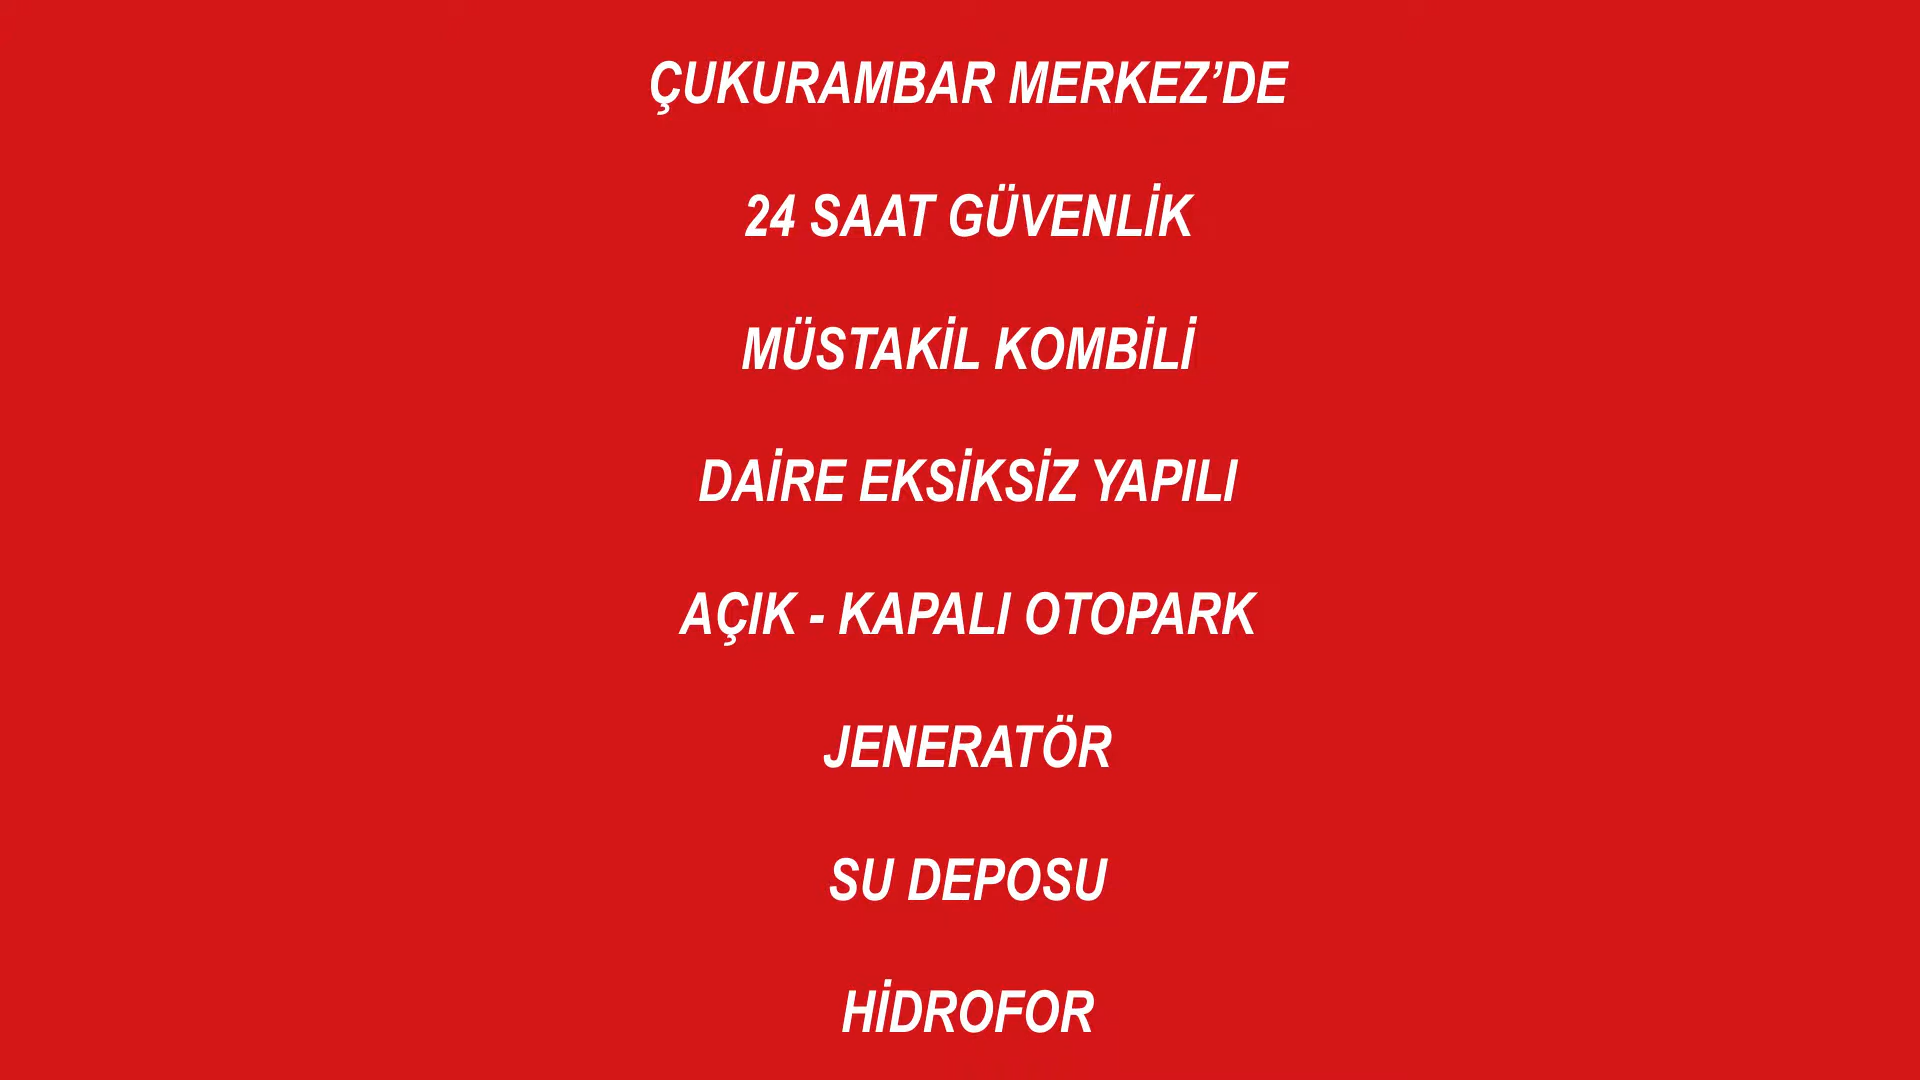 ÇUKURAMBAR MERKEZ’DE
24 SAAT GÜVENLİK
MÜSTAKİL KOMBİLİ
DAİRE EKSİKSİZ YAPILI
AÇIK - KAPALI OTOPARK
JENERATÖR
SU DEPOSU
HİDROFOR